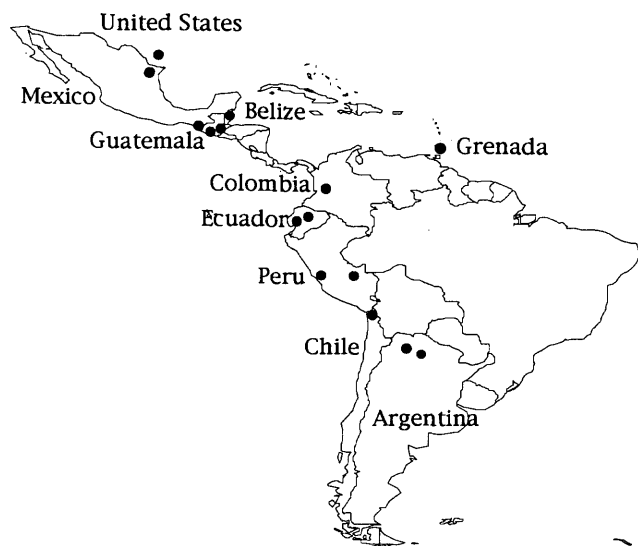 United States
Mexico
Belize
Guatemala
Grenada
Colombia
Ecuador
Peru
Chile
Argentina